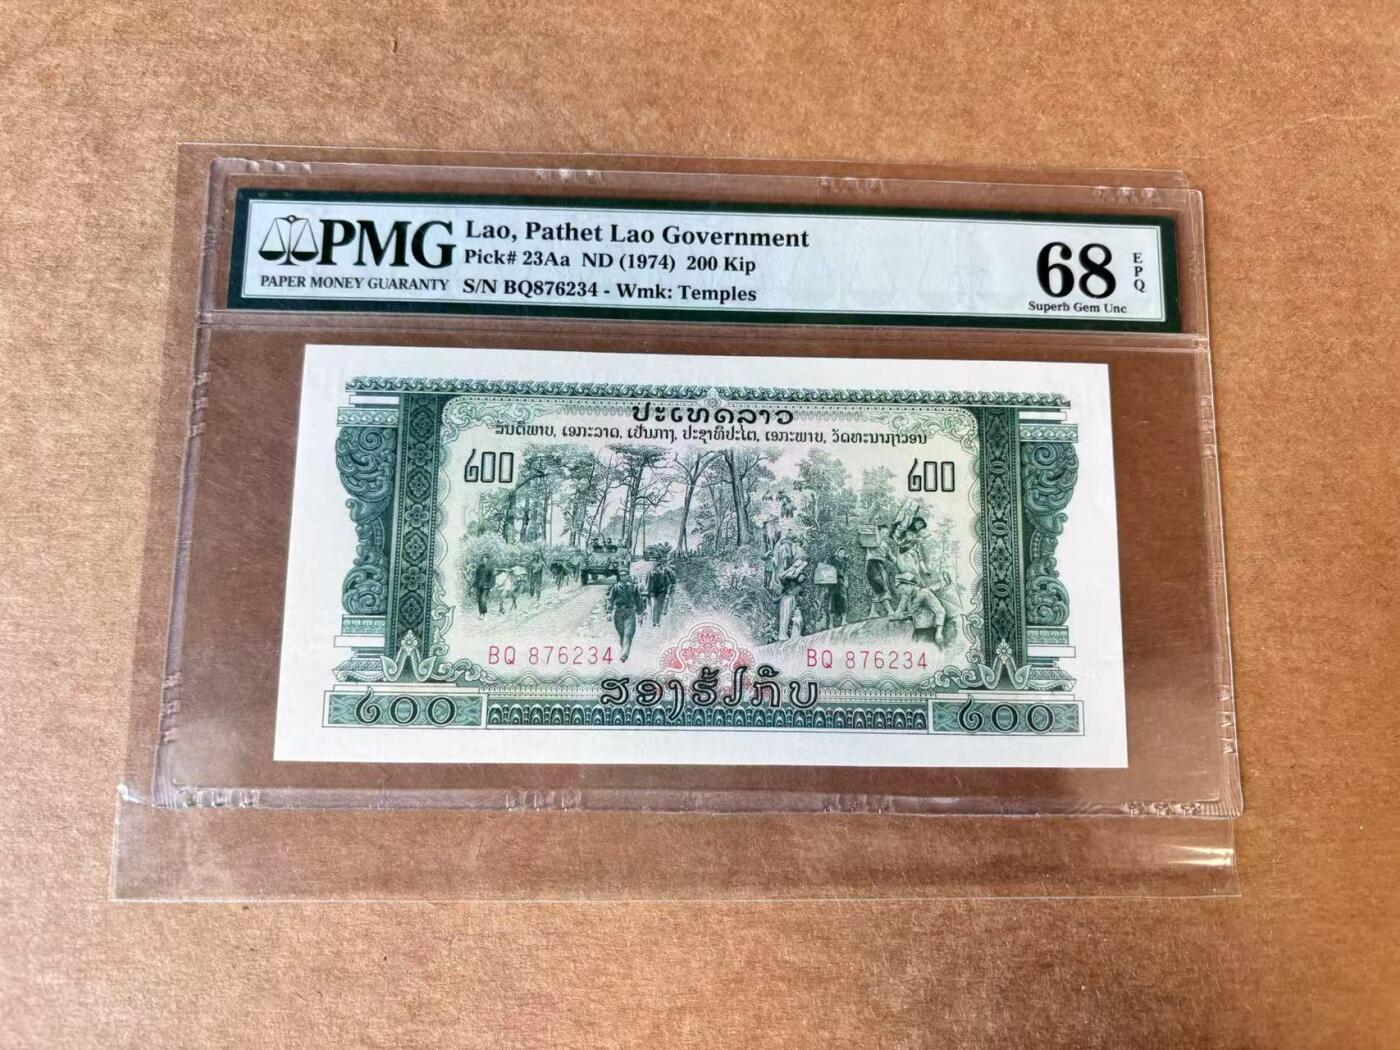 PMG
PAPER MONEY GUARANTY
Lao, Pathet Lao Government
Pick# 23Aa ND (1974) 200 Kip
S/N BQ876234 - Wmk: Temples
68
EPQ
Superb Gem Unc
ປະເທດລາວ
ສັນຕິພາບ, ເອກະລາດ, ເປັນກາງ, ປະຊາທິປະໄຕ, ເອກະພາບ, ວັດທະນາຖາວອນ
໒໐໐ ໒໐໐
BQ 876234 BQ 876234
ສອງຮ້ອຍກີບ
໒໐໐ ໒໐໐